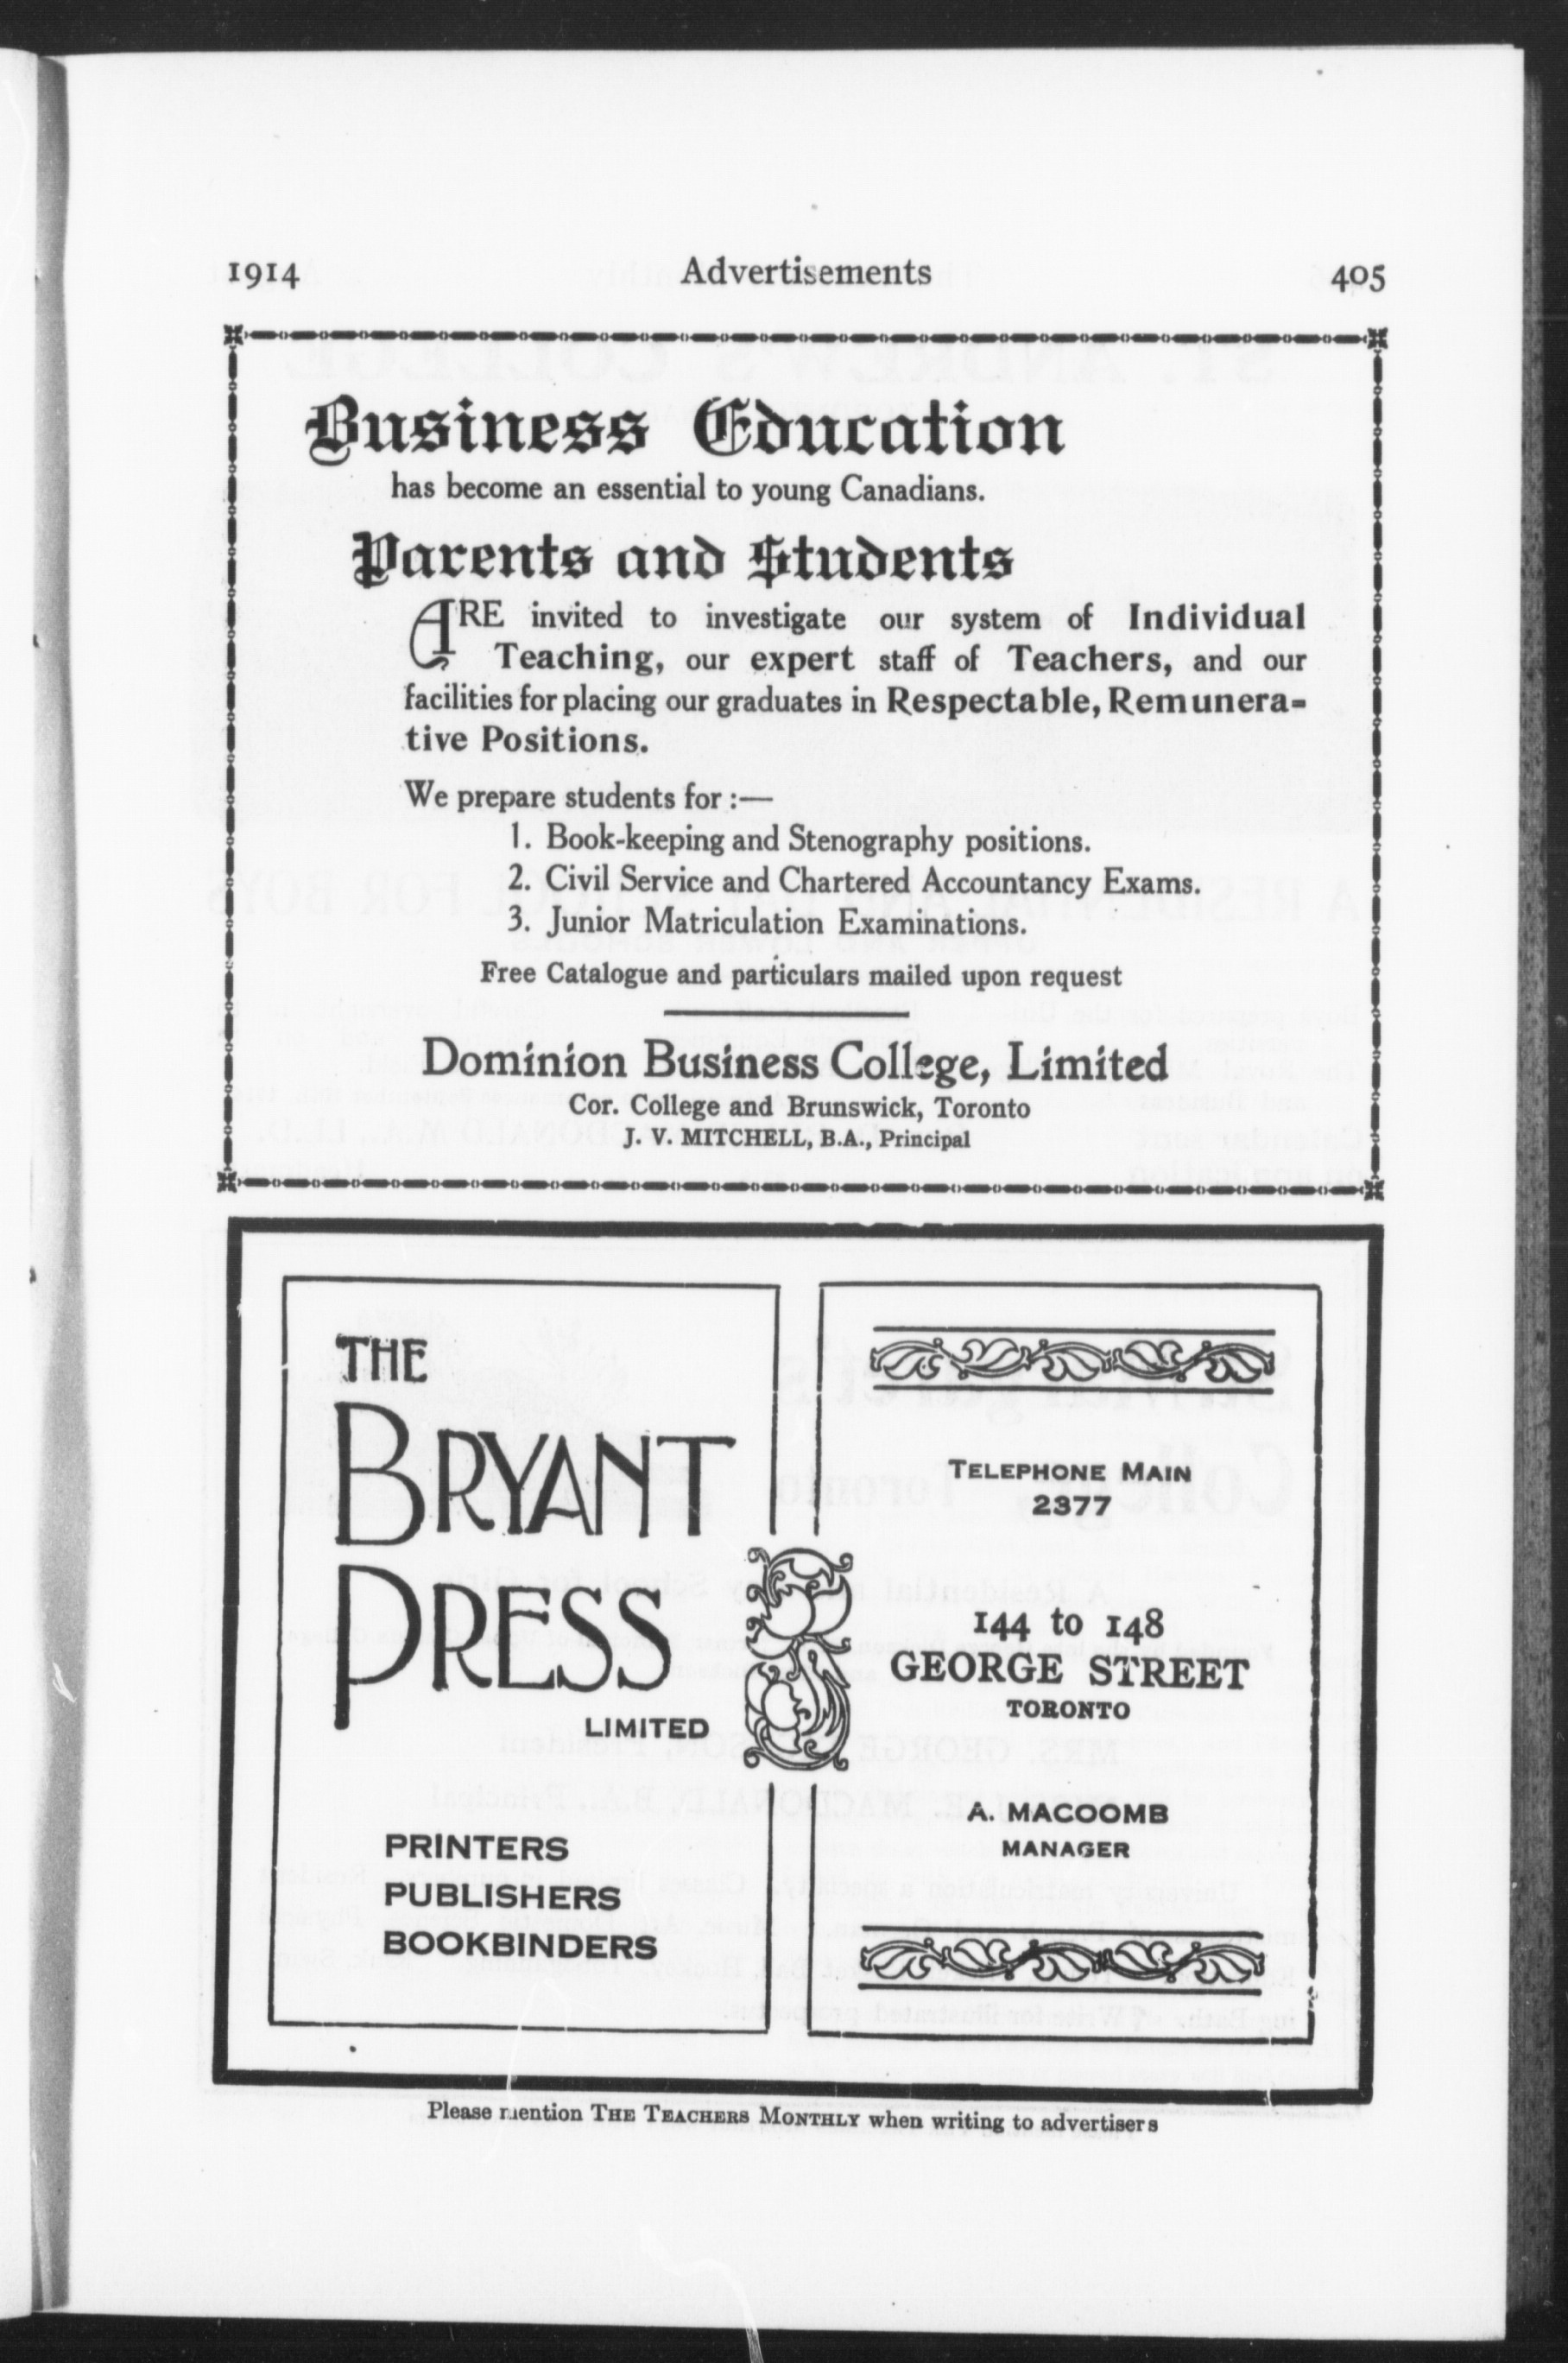 1914 Advertisements 405
Business Education
has become an essential to young Canadians.
Parents and Students
ARE invited to investigate our system of Individual
Teaching, our expert staff of Teachers, and our
facilities for placing our graduates in Respectable, Remunera-
tive Positions.
We prepare students for :—
1. Book-keeping and Stenography positions.
2. Civil Service and Chartered Accountancy Exams.
3. Junior Matriculation Examinations.
Free Catalogue and particulars mailed upon request
Dominion Business College, Limited
Cor. College and Brunswick, Toronto
J. V. MITCHELL, B.A., Principal
THE
BRYANT
PRESS
LIMITED
PRINTERS
PUBLISHERS
BOOKBINDERS
TELEPHONE MAIN
2377
144 to 148
GEORGE STREET
TORONTO
A. MACOOMB
MANAGER
Please mention THE TEACHERS MONTHLY when writing to advertisers